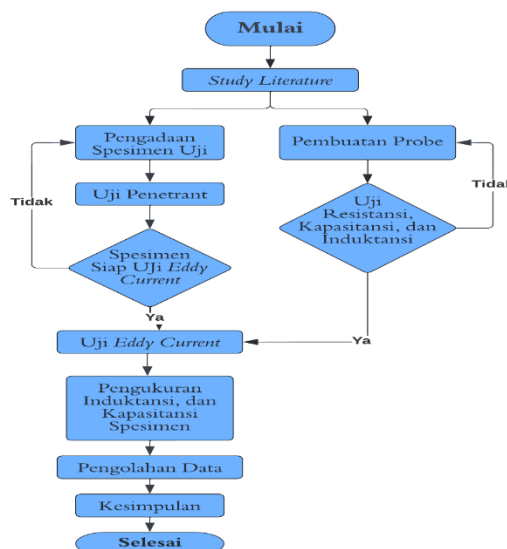 Mulai
Study Literature
Pengadaan
Spesimen Uji
Pembuatan Probe
Tidak
Uji Penetrant
Tidak
Uji
Resistansi,
Kapasitansi, dan
Induktansi
Spesimen
Siap UJi Eddy
Current
Ya
Uji Eddy Current
Ya
Pengukuran
Induktansi, dan
Kapasitansi
Spesimen
Pengolahan Data
Kesimpulan
Selesai